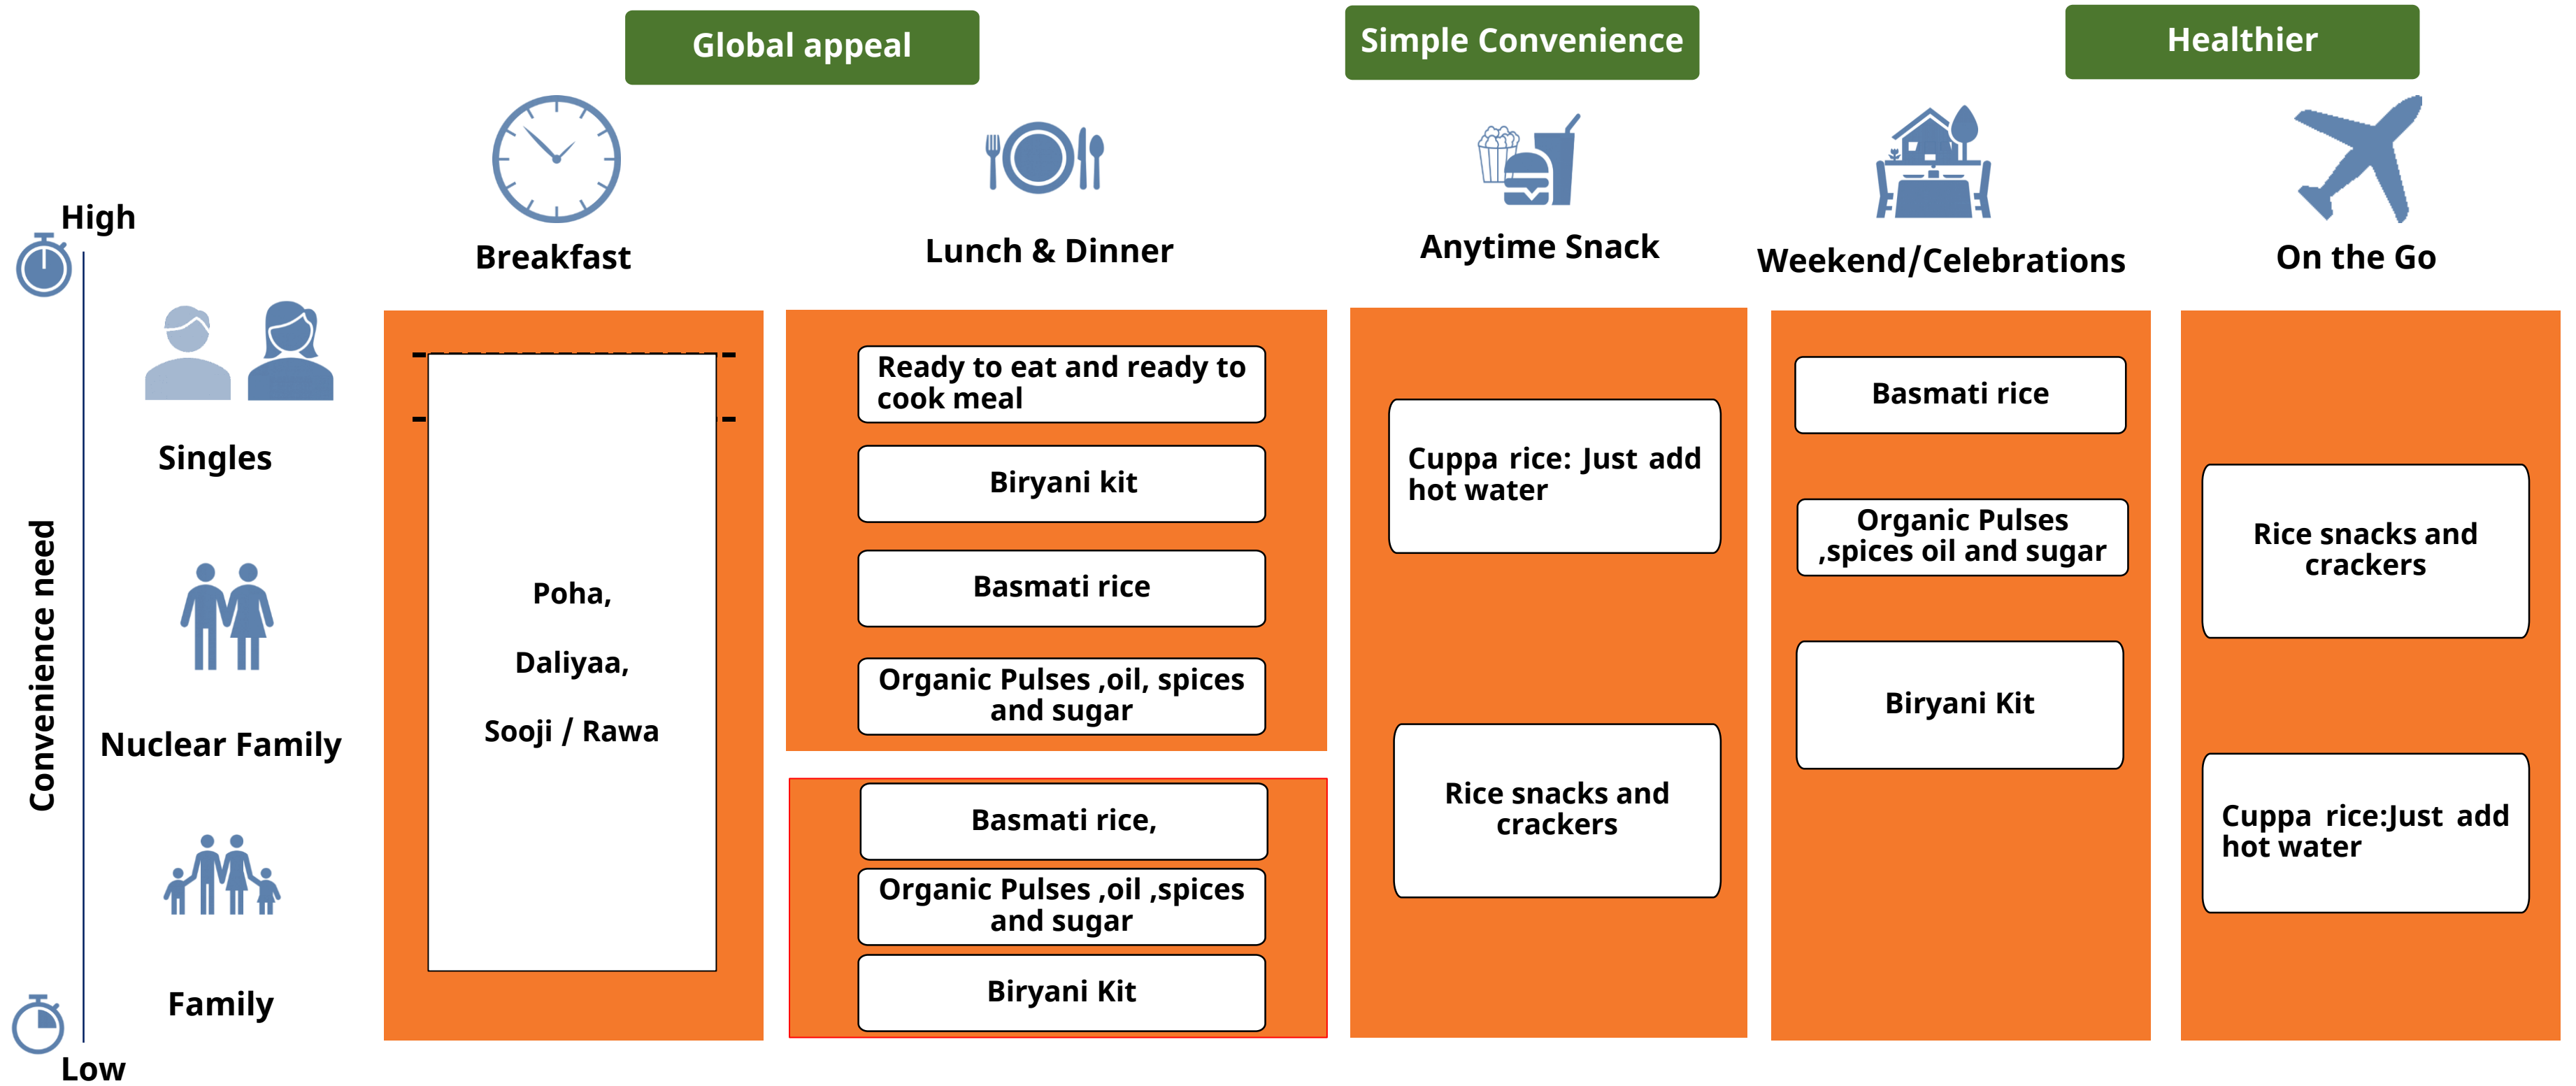 Global appeal
Simple Convenience
Healthier
High
Breakfast
Lunch & Dinner
Anytime Snack
Weekend/Celebrations
On the Go
Convenience need
Singles
Nuclear Family
Family
Low
Poha,
Daliyaa,
Sooji / Rawa
Ready to eat and ready to
cook meal
Biryani kit
Basmati rice
Organic Pulses ,oil, spices
and sugar
Basmati rice,
Organic Pulses ,oil ,spices
and sugar
Biryani Kit
Cuppa rice: Just add
hot water
Rice snacks and
crackers
Basmati rice
Organic Pulses
,spices oil and sugar
Biryani Kit
Rice snacks and
crackers
Cuppa rice:Just add
hot water